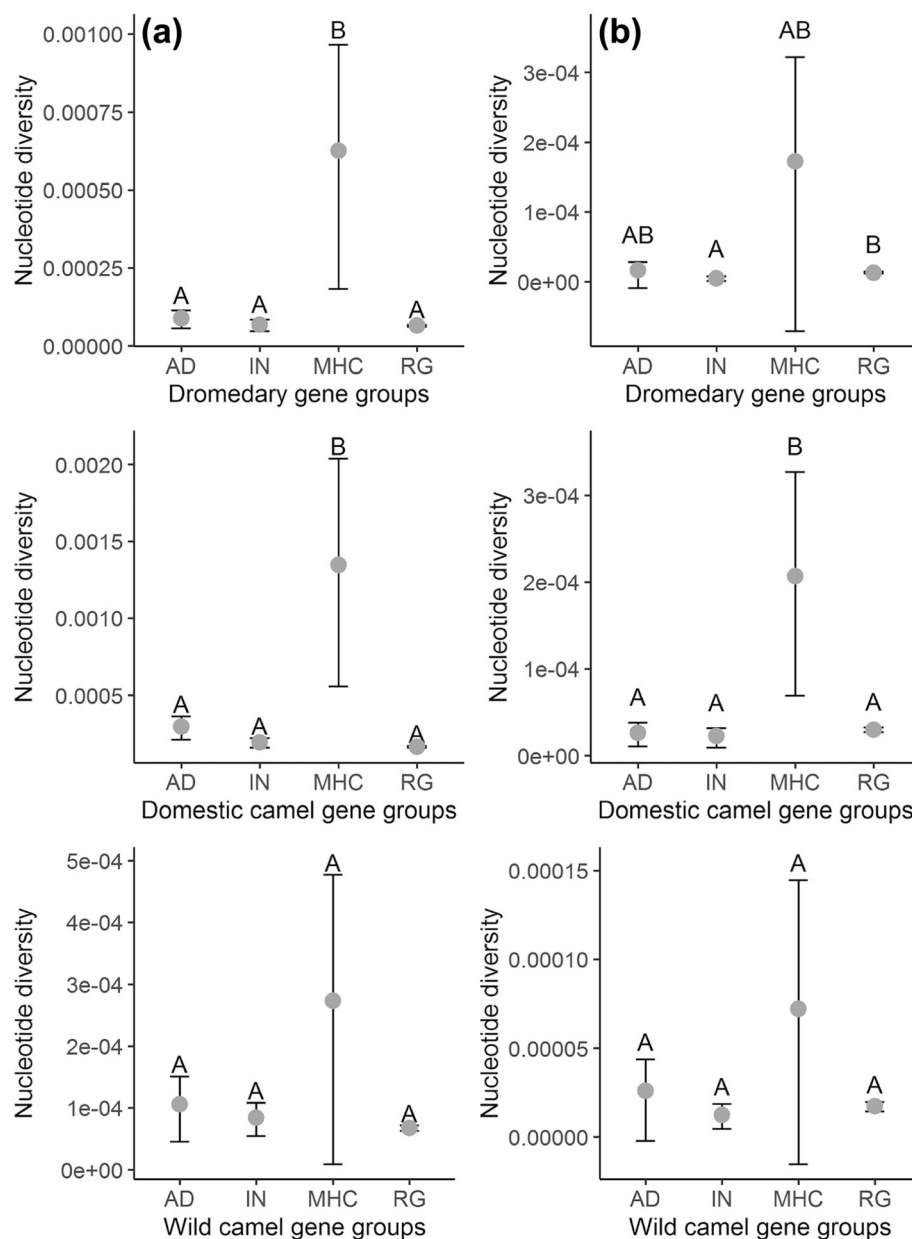 (a)
Nucleotide diversity
0.00100
0.00075
0.00050
0.00025
0.00000
A A B A
AD IN MHC RG
Dromedary gene groups
(b)
Nucleotide diversity
3e-04
2e-04
1e-04
0e+00
AB A AB B
AD IN MHC RG
Dromedary gene groups
Nucleotide diversity
0.0020
0.0015
0.0010
0.0005
A A B A
AD IN MHC RG
Domestic camel gene groups
Nucleotide diversity
3e-04
2e-04
1e-04
0e+00
A A B A
AD IN MHC RG
Domestic camel gene groups
Nucleotide diversity
5e-04
4e-04
3e-04
2e-04
1e-04
0e+00
A A A A
AD IN MHC RG
Wild camel gene groups
Nucleotide diversity
0.00015
0.00010
0.00005
0.00000
A A A A
AD IN MHC RG
Wild camel gene groups